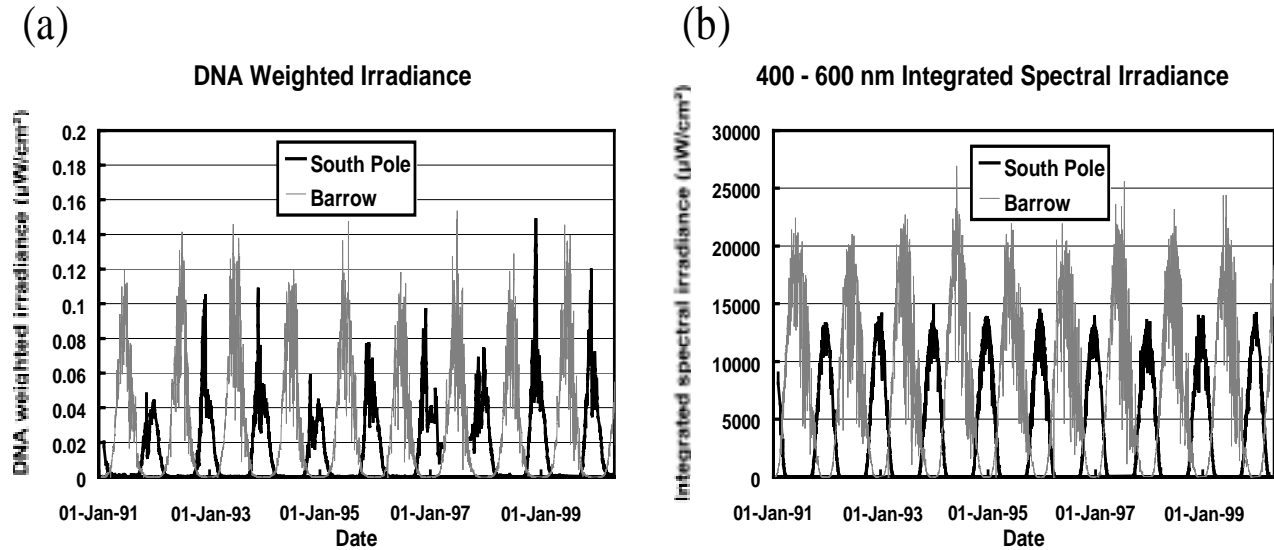 (a)
DNA Weighted Irradiance
DNA weighted irradiance (µW/cm²)
0.2
0.18
0.16
0.14
0.12
0.1
0.08
0.06
0.04
0.02
0
South Pole
Barrow
01-Jan-91 01-Jan-93 01-Jan-95 01-Jan-97 01-Jan-99
Date
(b)
400 - 600 nm Integrated Spectral Irradiance
Integrated spectral irradiance (µW/cm²)
30000
25000
20000
15000
10000
5000
0
South Pole
Barrow
01-Jan-91 01-Jan-93 01-Jan-95 01-Jan-97 01-Jan-99
Date